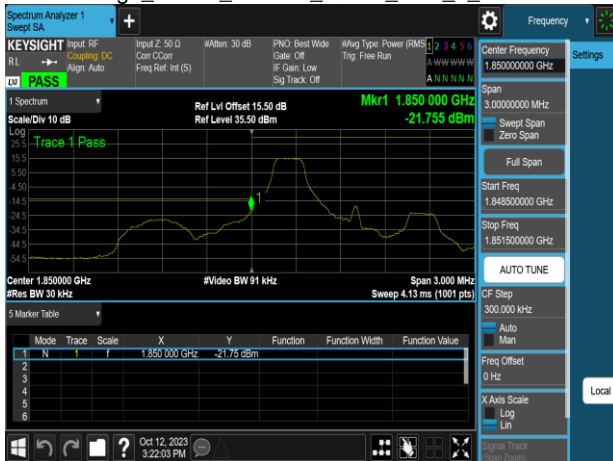 Spectrum Analyzer 1
Swept SA
+
Frequency
KEYSIGHT
RL
Input: RF
Coupling: DC
Align: Auto
Input Z: 50 Ω
Corr CCorr
Freq Ref: Int (S)
#Atten: 30 dB
PNO: Best Wide
Gate: Off
IF Gain: Low
Sig Track: Off
#Avg Type: Power (RMS
Trig: Free Run
1 2 3 4 5 6
A W W W W W
A N N N N N
LXI PASS
1 Spectrum
Scale/Div 10 dB
Ref Lvl Offset 15.50 dB
Ref Level 35.50 dBm
Mkr1 1.850 000 GHz
-21.755 dBm
Log
Trace 1 Pass
25.5
15.5
5.50
-4.50
-14.5
-24.5
-34.5
-44.5
-54.5
1
Center 1.850000 GHz
#Res BW 30 kHz
#Video BW 91 kHz
Span 3.000 MHz
Sweep 4.13 ms (1001 pts)
5 Marker Table
Mode Trace Scale X Y Function Function Width Function Value
1 N 1 f 1.850 000 GHz -21.75 dBm
2
3
4
5
6
Center Frequency
1.850000000 GHz
Settings
Span
3.00000000 MHz
Swept Span
Zero Span
Full Span
Start Freq
1.848500000 GHz
Stop Freq
1.851500000 GHz
AUTO TUNE
CF Step
300.000 kHz
Auto
Man
Freq Offset
0 Hz
X Axis Scale
Log
Lin
Local
Signal Track
(Span Zoom)
?
Oct 12, 2023
3:22:03 PM